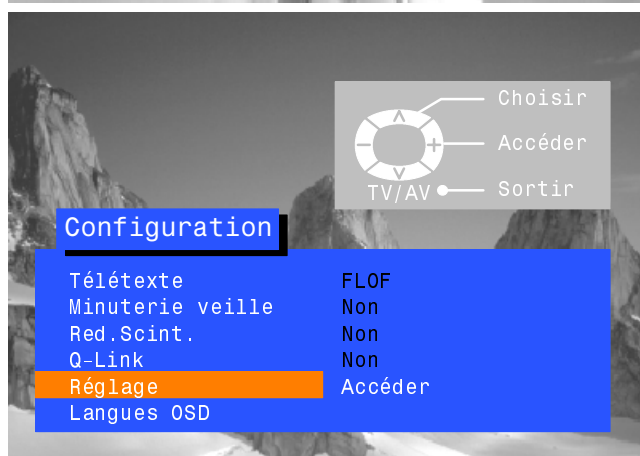 Choisir
Accéder
TV/AV Sortir
Configuration
Télétexte FLOF
Minuterie veille Non
Red.Scint. Non
Q-Link Non
Réglage Accéder
Langues OSD